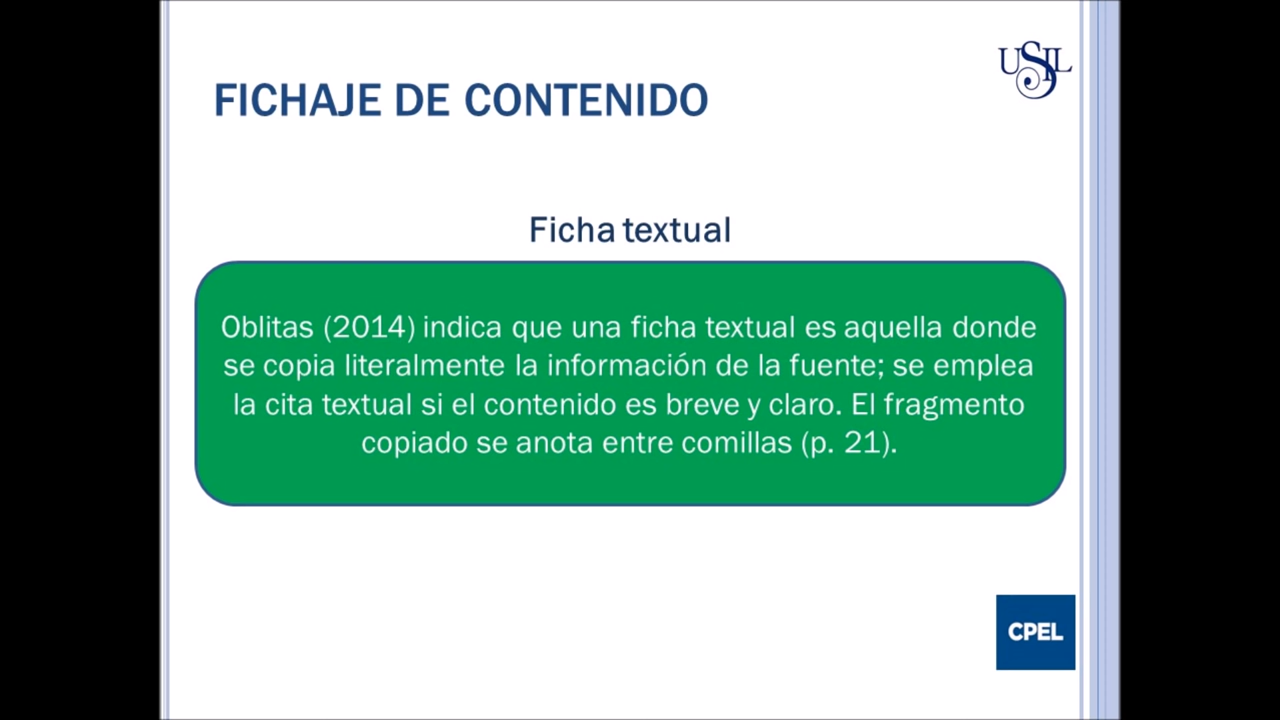 USIL
FICHAJE DE CONTENIDO
Ficha textual
Oblitas (2014) indica que una ficha textual es aquella donde
se copia literalmente la información de la fuente; se emplea
la cita textual si el contenido es breve y claro. El fragmento
copiado se anota entre comillas (p. 21).
CPEL